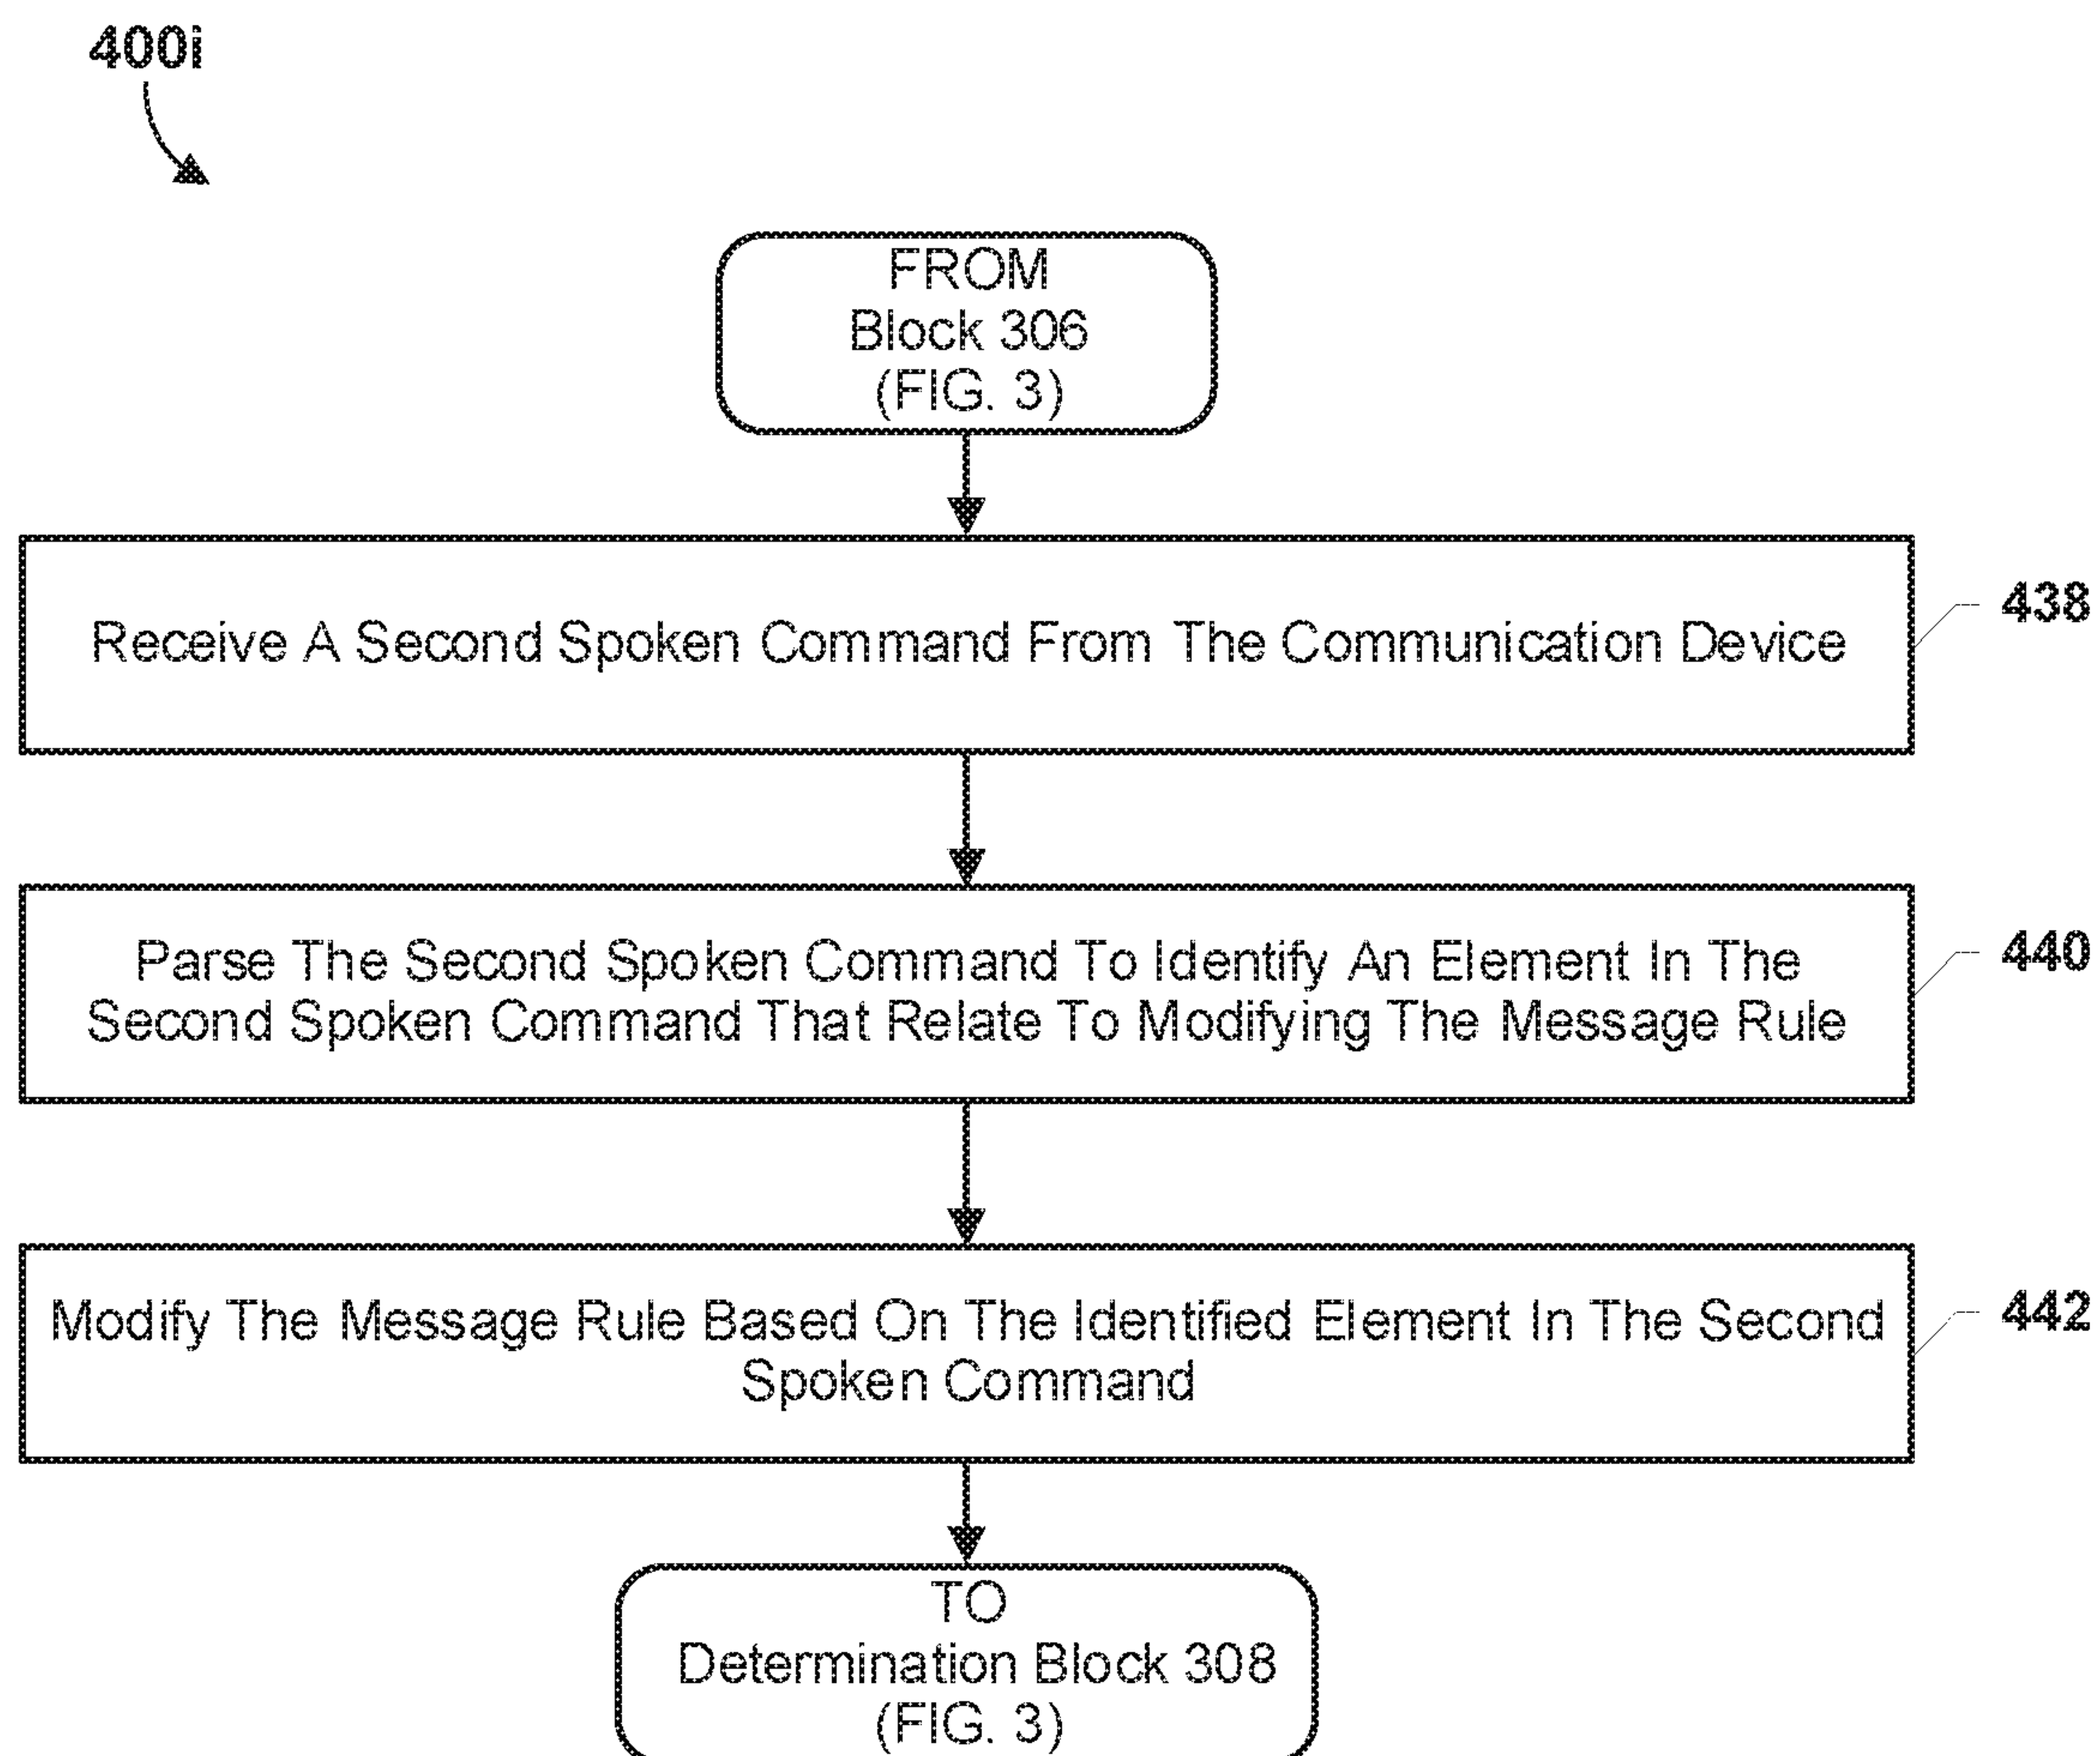 400i
FROM
Block 306
(FIG. 3)
Receive A Second Spoken Command From The Communication Device
438
Parse The Second Spoken Command To Identify An Element In The
Second Spoken Command That Relate To Modifying The Message Rule
440
Modify The Message Rule Based On The Identified Element In The Second
Spoken Command
442
TO
Determination Block 308
(FIG. 3)